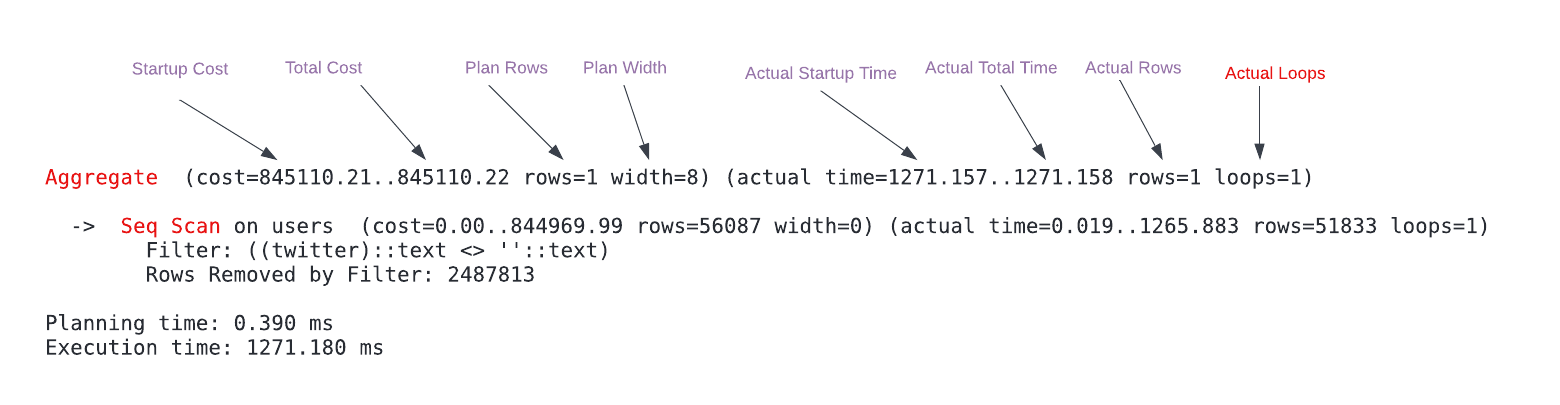 Startup Cost Total Cost Plan Rows Plan Width Actual Startup Time Actual Total Time Actual Rows Actual Loops
Aggregate  (cost=845110.21..845110.22 rows=1 width=8) (actual time=1271.157..1271.158 rows=1 loops=1)
  ->  Seq Scan on users  (cost=0.00..844969.99 rows=56087 width=0) (actual time=0.019..1265.883 rows=51833 loops=1)
        Filter: ((twitter)::text <> ''::text)
        Rows Removed by Filter: 2487813
Planning time: 0.390 ms
Execution time: 1271.180 ms